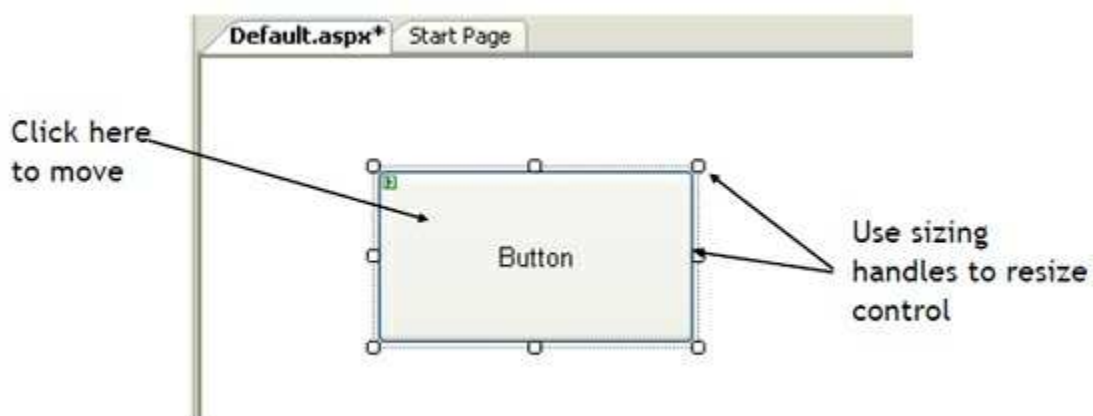 Default.aspx* Start Page
Click here
to move
Button
Use sizing
handles to resize
control